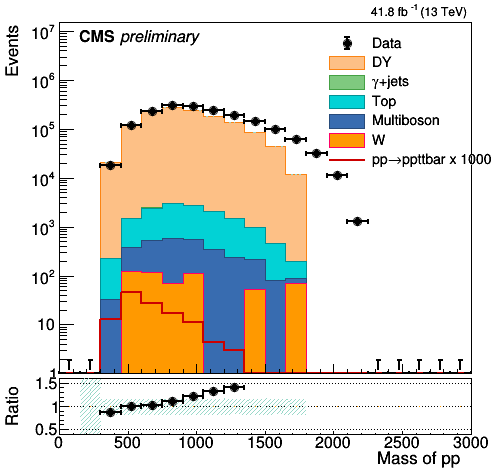 41.8 fb⁻¹ (13 TeV)
CMS preliminary
Events
10⁷
10⁶
10⁵
10⁴
10³
10²
10
1
Data
DY
γ+jets
Top
Multiboson
W
pp→ppttbar x 1000
Ratio
1.5
1
0.5
0 500 1000 1500 2000 2500 3000
Mass of pp